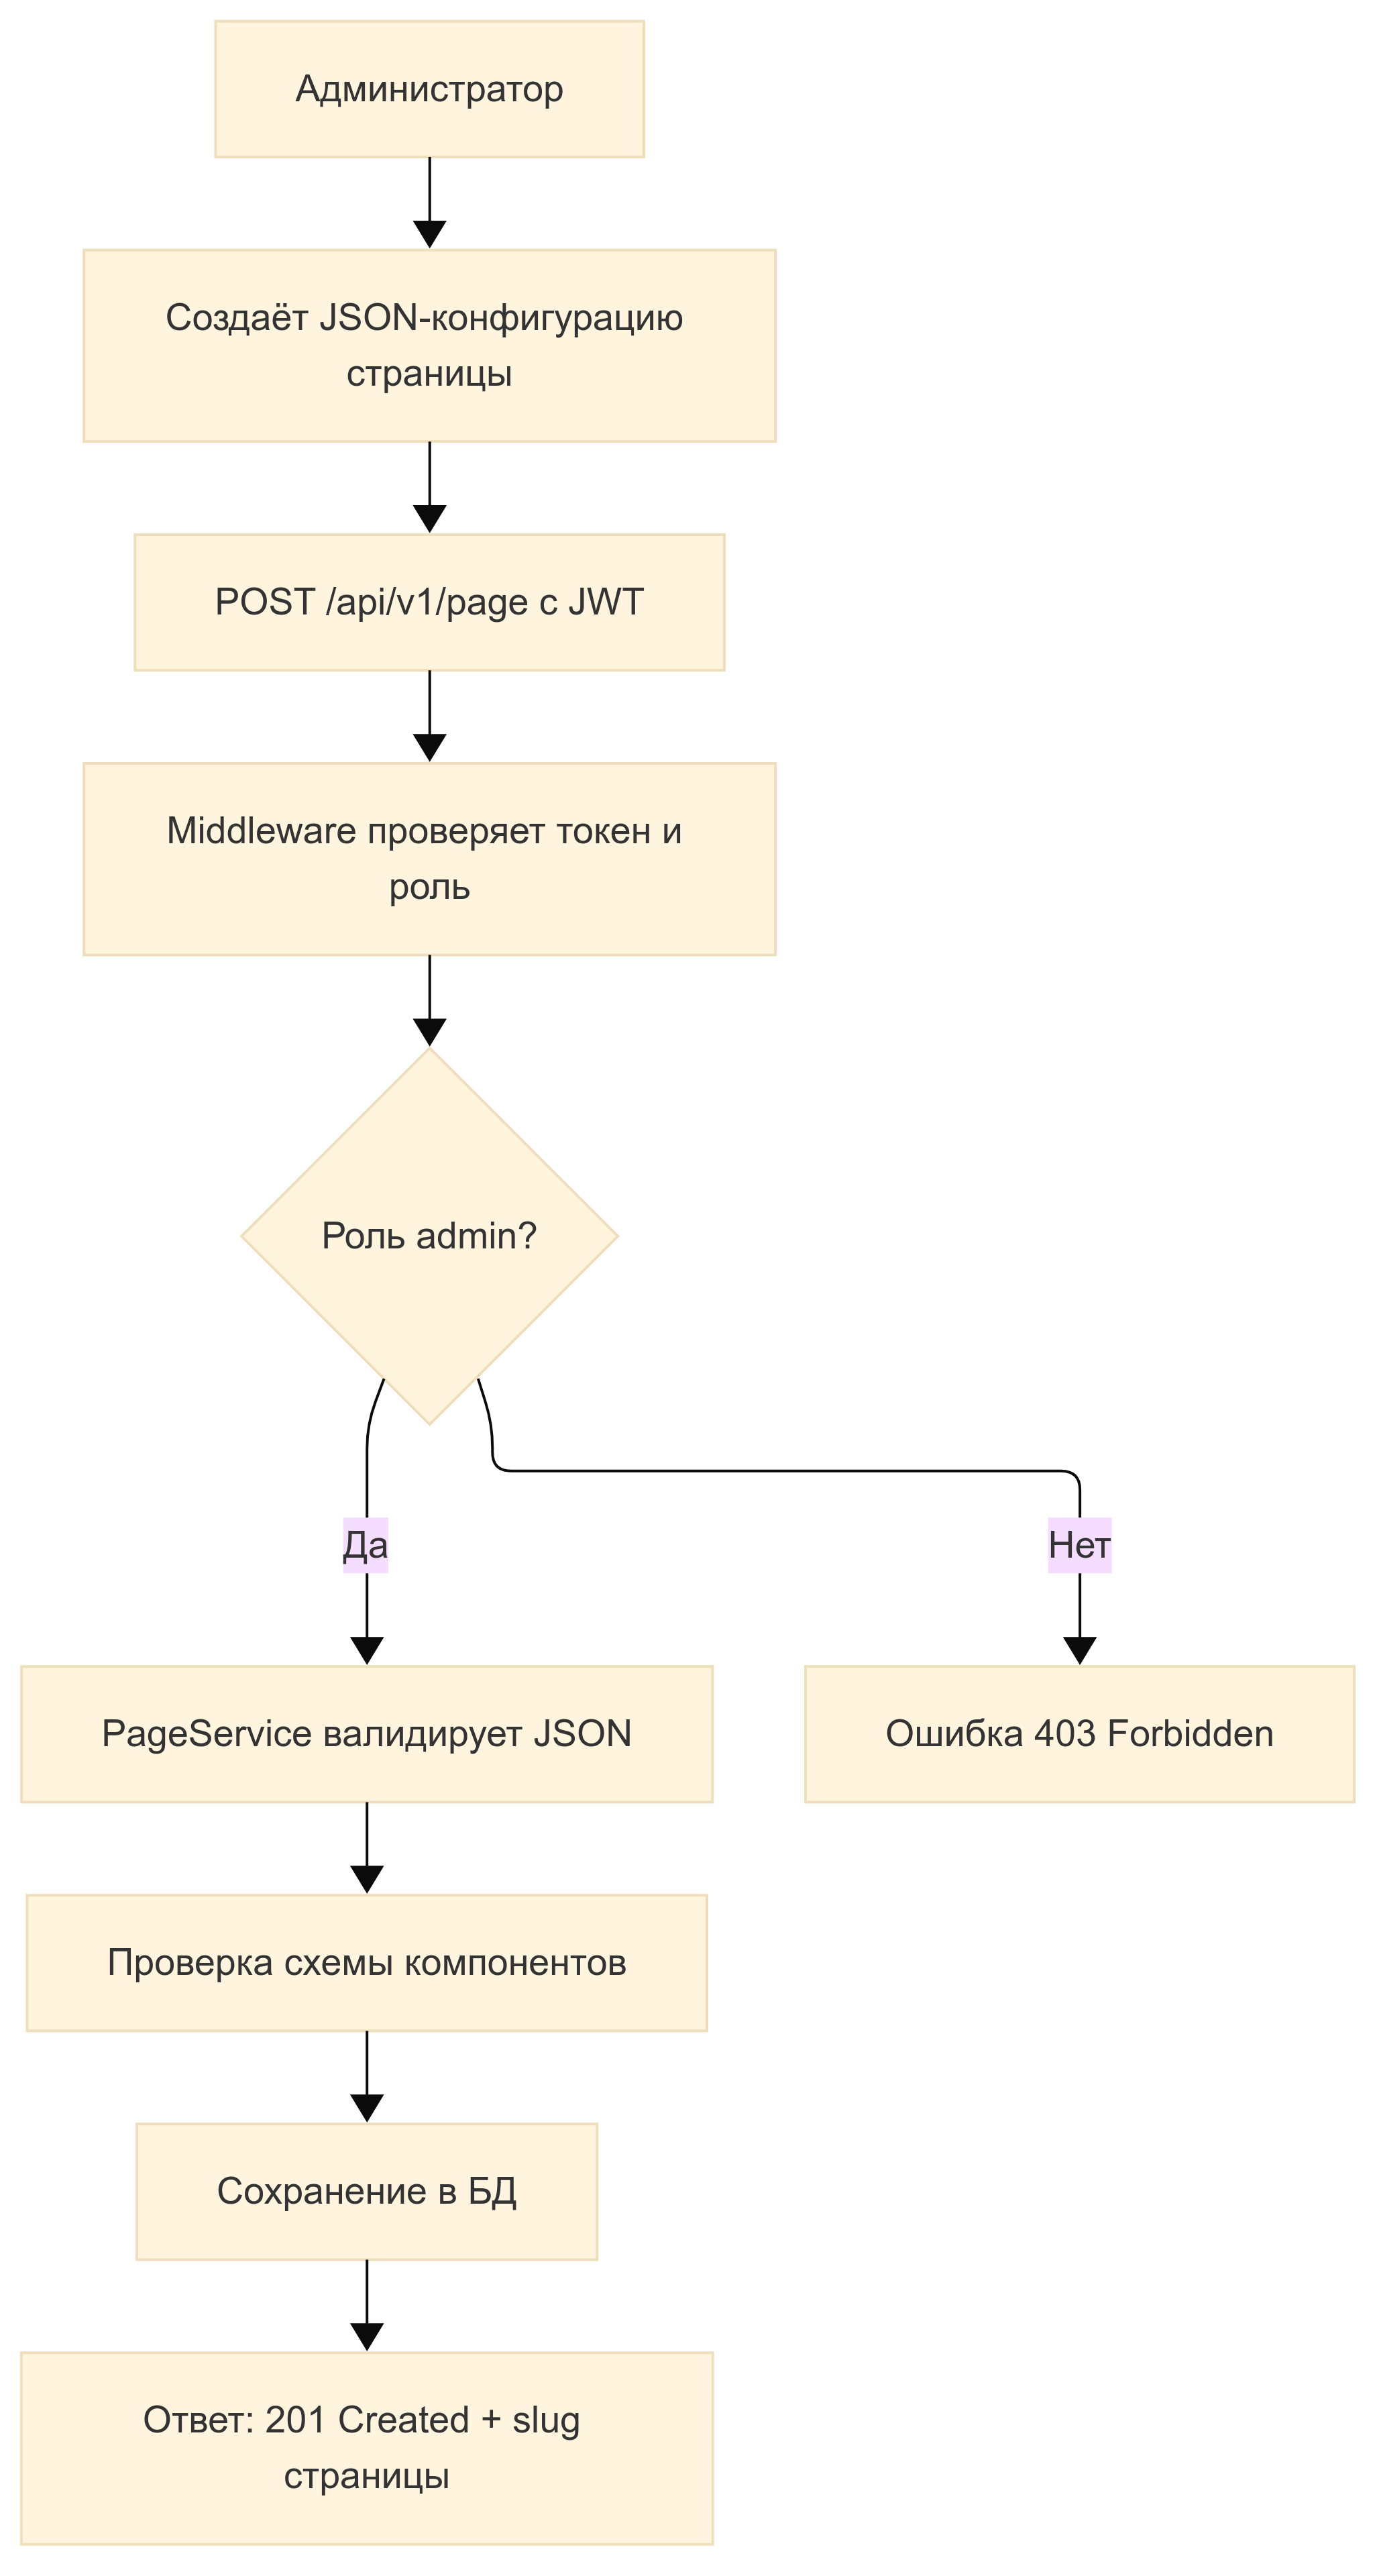 Администратор
Создаёт JSON-конфигурацию
страницы
POST /api/v1/page с JWT
Middleware проверяет токен и
роль
Роль admin?
Да
Нет
PageService валидирует JSON
Ошибка 403 Forbidden
Проверка схемы компонентов
Сохранение в БД
Ответ: 201 Created + slug
страницы